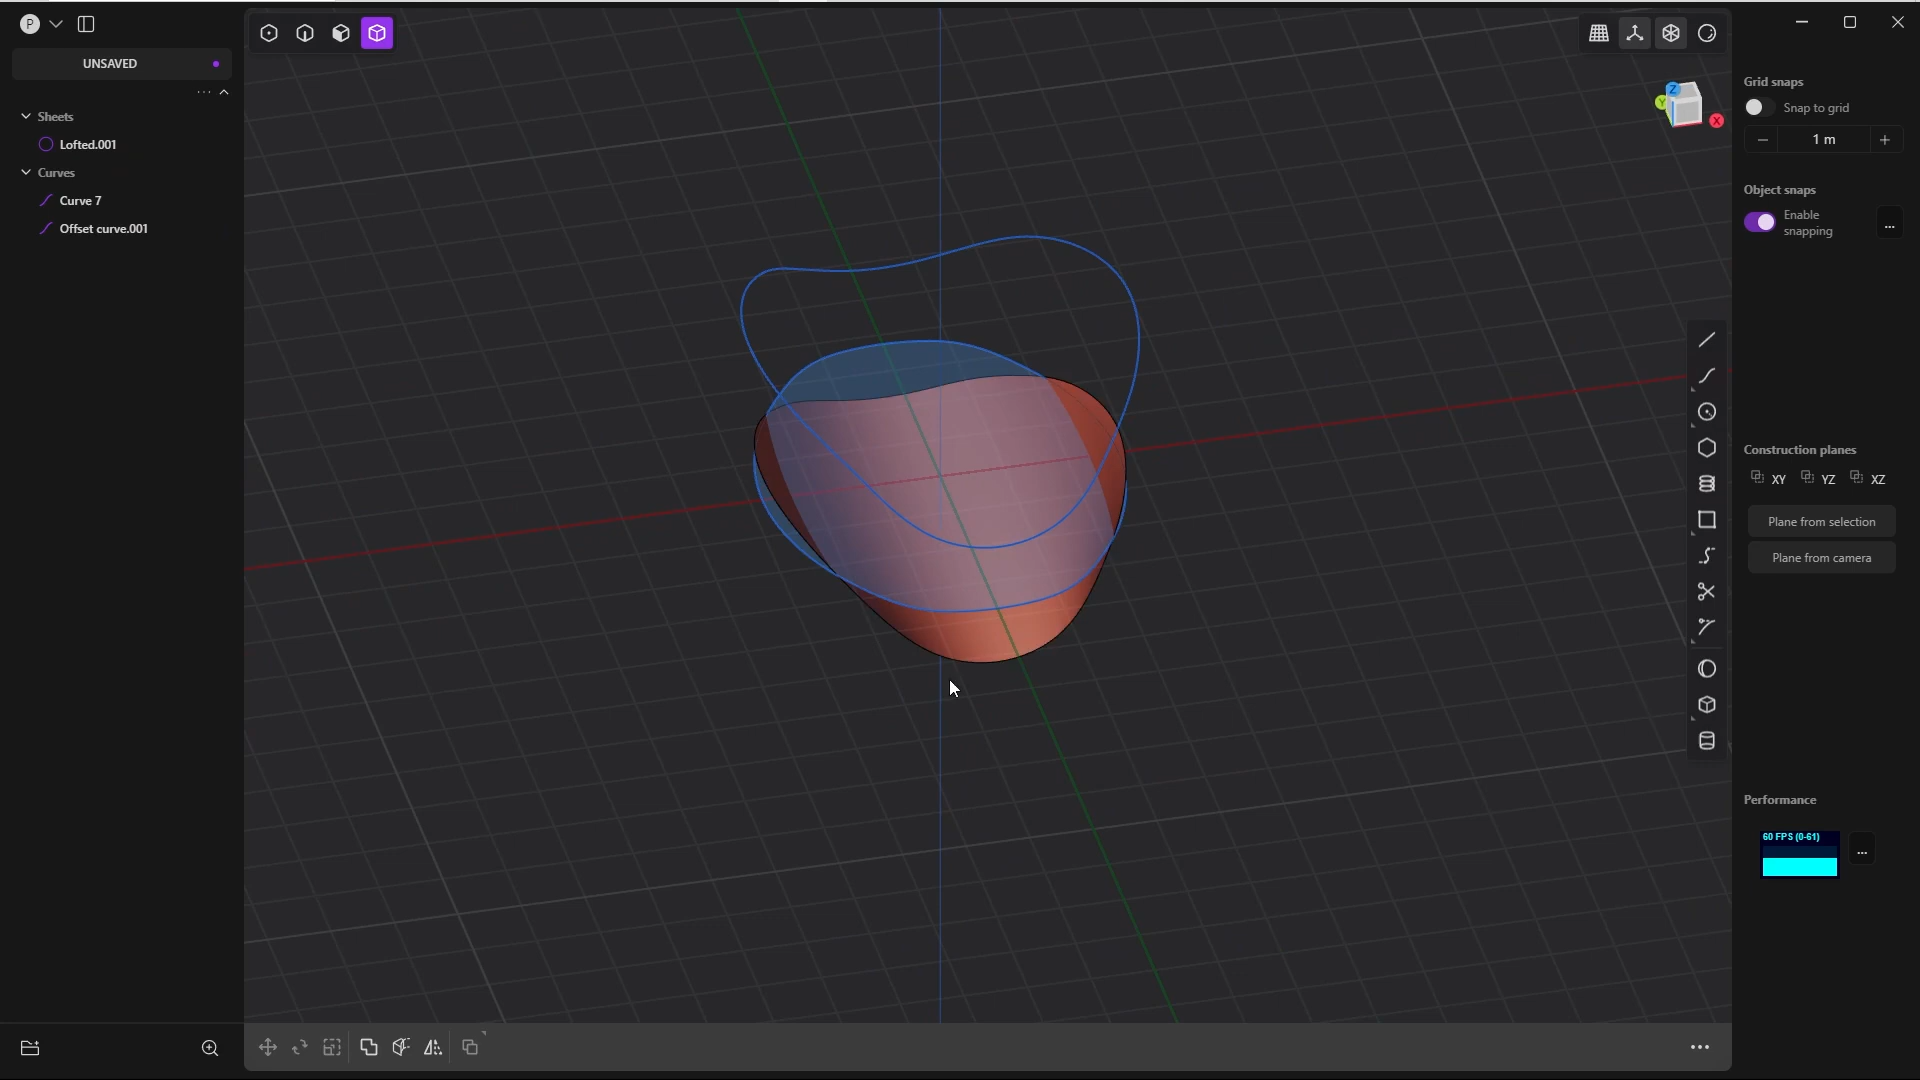 P
UNSAVED
Sheets
Lofted.001
Curves
Curve 7
Offset curve.001
Z
Y
X
Grid snaps
Snap to grid
1 m
Object snaps
Enable
snapping
...
Construction planes
XY YZ XZ
Plane from selection
Plane from camera
Performance
60 FPS (0-61)
...